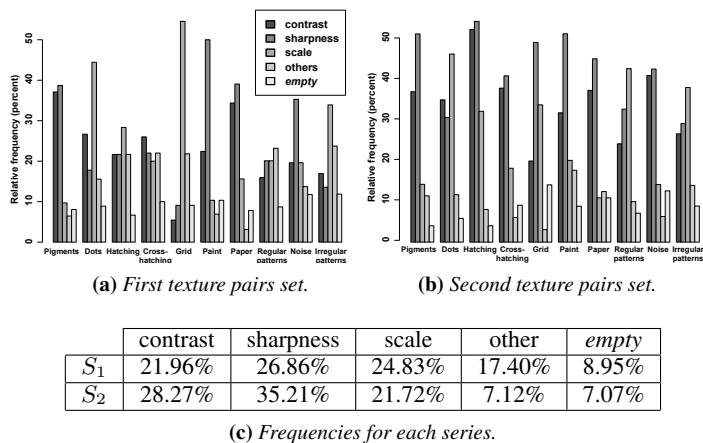 contrast
sharpness
scale
others
empty
Relative frequency (percent)
0 10 20 30 40 50
Pigments Dots Hatching Cross-hatching Grid Paint Paper Regular patterns Noise Irregular patterns
(a) First texture pairs set.
Relative frequency (percent)
0 10 20 30 40 50
Pigments Dots Hatching Cross-hatching Grid Paint Paper Regular patterns Noise Irregular patterns
(b) Second texture pairs set.
contrast sharpness scale other empty
S1 21.96% 26.86% 24.83% 17.40% 8.95%
S2 28.27% 35.21% 21.72% 7.12% 7.07%
(c) Frequencies for each series.